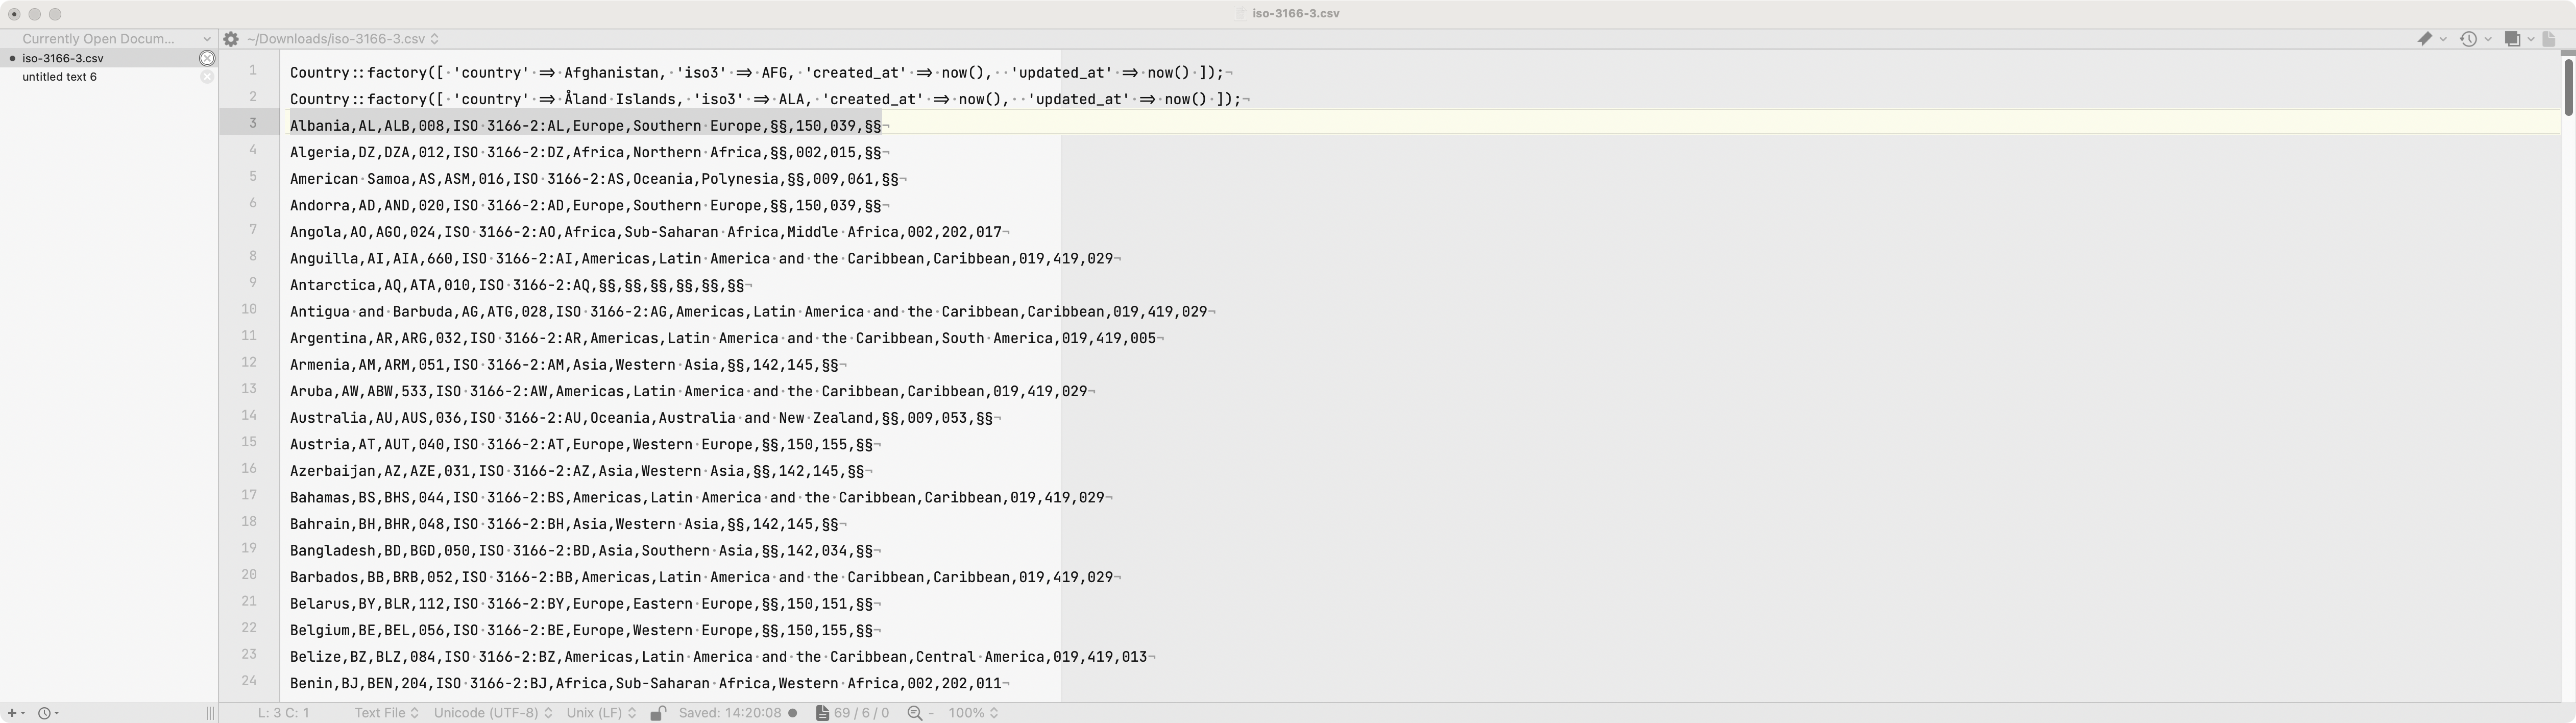 iso-3166-3.csv
Currently Open Docum...
~/Downloads/iso-3166-3.csv
iso-3166-3.csv
untitled text 6
1 Country::factory([ 'country' => Afghanistan, 'iso3' => AFG, 'created_at' => now(),  'updated_at' => now() ]);¬
2 Country::factory([ 'country' => Åland Islands, 'iso3' => ALA, 'created_at' => now(),  'updated_at' => now() ]);¬
3 Albania,AL,ALB,008,ISO 3166-2:AL,Europe,Southern Europe,§§,150,039,§§¬
4 Algeria,DZ,DZA,012,ISO 3166-2:DZ,Africa,Northern Africa,§§,002,015,§§¬
5 American Samoa,AS,ASM,016,ISO 3166-2:AS,Oceania,Polynesia,§§,009,061,§§¬
6 Andorra,AD,AND,020,ISO 3166-2:AD,Europe,Southern Europe,§§,150,039,§§¬
7 Angola,AO,AGO,024,ISO 3166-2:AO,Africa,Sub-Saharan Africa,Middle Africa,002,202,017¬
8 Anguilla,AI,AIA,660,ISO 3166-2:AI,Americas,Latin America and the Caribbean,Caribbean,019,419,029¬
9 Antarctica,AQ,ATA,010,ISO 3166-2:AQ,§§,§§,§§,§§,§§,§§¬
10 Antigua and Barbuda,AG,ATG,028,ISO 3166-2:AG,Americas,Latin America and the Caribbean,Caribbean,019,419,029¬
11 Argentina,AR,ARG,032,ISO 3166-2:AR,Americas,Latin America and the Caribbean,South America,019,419,005¬
12 Armenia,AM,ARM,051,ISO 3166-2:AM,Asia,Western Asia,§§,142,145,§§¬
13 Aruba,AW,ABW,533,ISO 3166-2:AW,Americas,Latin America and the Caribbean,Caribbean,019,419,029¬
14 Australia,AU,AUS,036,ISO 3166-2:AU,Oceania,Australia and New Zealand,§§,009,053,§§¬
15 Austria,AT,AUT,040,ISO 3166-2:AT,Europe,Western Europe,§§,150,155,§§¬
16 Azerbaijan,AZ,AZE,031,ISO 3166-2:AZ,Asia,Western Asia,§§,142,145,§§¬
17 Bahamas,BS,BHS,044,ISO 3166-2:BS,Americas,Latin America and the Caribbean,Caribbean,019,419,029¬
18 Bahrain,BH,BHR,048,ISO 3166-2:BH,Asia,Western Asia,§§,142,145,§§¬
19 Bangladesh,BD,BGD,050,ISO 3166-2:BD,Asia,Southern Asia,§§,142,034,§§¬
20 Barbados,BB,BRB,052,ISO 3166-2:BB,Americas,Latin America and the Caribbean,Caribbean,019,419,029¬
21 Belarus,BY,BLR,112,ISO 3166-2:BY,Europe,Eastern Europe,§§,150,151,§§¬
22 Belgium,BE,BEL,056,ISO 3166-2:BE,Europe,Western Europe,§§,150,155,§§¬
23 Belize,BZ,BLZ,084,ISO 3166-2:BZ,Americas,Latin America and the Caribbean,Central America,019,419,013¬
24 Benin,BJ,BEN,204,ISO 3166-2:BJ,Africa,Sub-Saharan Africa,Western Africa,002,202,011¬
L: 3 C: 1 Text File Unicode (UTF-8) Unix (LF) Saved: 14:20:08 69 / 6 / 0 - 100%